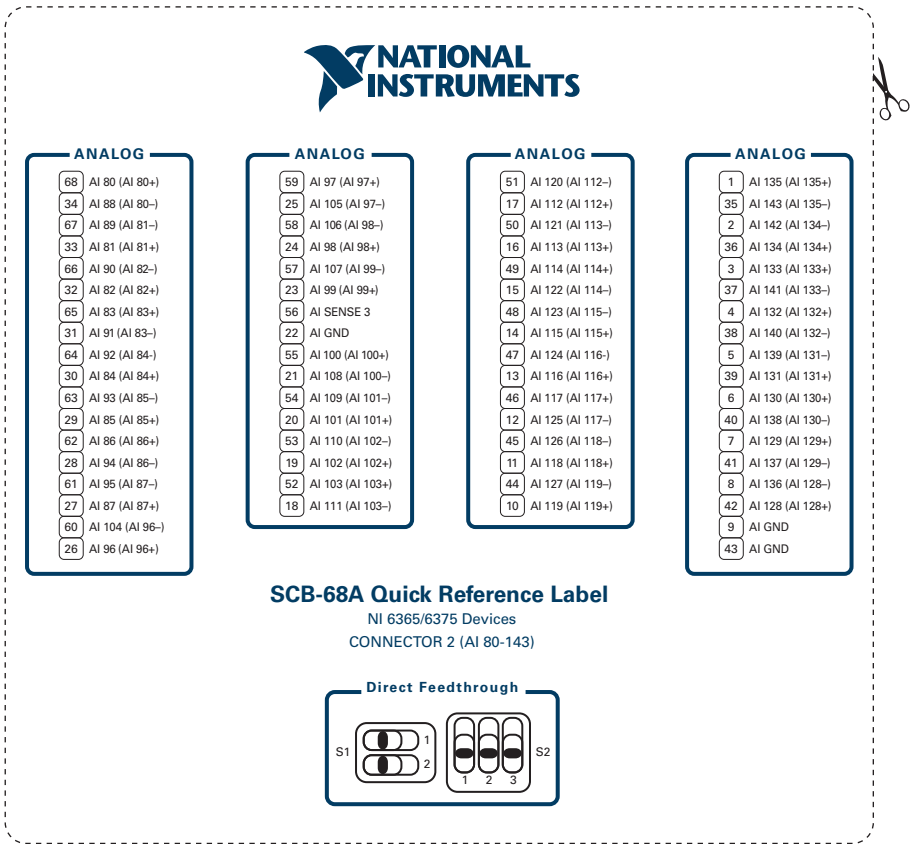 NATIONAL
INSTRUMENTS
ANALOG
68 AI 80 (AI 80+)
34 AI 88 (AI 80–)
67 AI 89 (AI 81–)
33 AI 81 (AI 81+)
66 AI 90 (AI 82–)
32 AI 82 (AI 82+)
65 AI 83 (AI 83+)
31 AI 91 (AI 83–)
64 AI 92 (AI 84-)
30 AI 84 (AI 84+)
63 AI 93 (AI 85–)
29 AI 85 (AI 85+)
62 AI 86 (AI 86+)
28 AI 94 (AI 86–)
61 AI 95 (AI 87–)
27 AI 87 (AI 87+)
60 AI 104 (AI 96–)
26 AI 96 (AI 96+)
ANALOG
59 AI 97 (AI 97+)
25 AI 105 (AI 97–)
58 AI 106 (AI 98–)
24 AI 98 (AI 98+)
57 AI 107 (AI 99–)
23 AI 99 (AI 99+)
56 AI SENSE 3
22 AI GND
55 AI 100 (AI 100+)
21 AI 108 (AI 100–)
54 AI 109 (AI 101–)
20 AI 101 (AI 101+)
53 AI 110 (AI 102–)
19 AI 102 (AI 102+)
52 AI 103 (AI 103+)
18 AI 111 (AI 103–)
ANALOG
51 AI 120 (AI 112–)
17 AI 112 (AI 112+)
50 AI 121 (AI 113–)
16 AI 113 (AI 113+)
49 AI 114 (AI 114+)
15 AI 122 (AI 114–)
48 AI 123 (AI 115–)
14 AI 115 (AI 115+)
47 AI 124 (AI 116-)
13 AI 116 (AI 116+)
46 AI 117 (AI 117+)
12 AI 125 (AI 117–)
45 AI 126 (AI 118–)
11 AI 118 (AI 118+)
44 AI 127 (AI 119–)
10 AI 119 (AI 119+)
ANALOG
1 AI 135 (AI 135+)
35 AI 143 (AI 135–)
2 AI 142 (AI 134–)
36 AI 134 (AI 134+)
3 AI 133 (AI 133+)
37 AI 141 (AI 133–)
4 AI 132 (AI 132+)
38 AI 140 (AI 132–)
5 AI 139 (AI 131–)
39 AI 131 (AI 131+)
6 AI 130 (AI 130+)
40 AI 138 (AI 130–)
7 AI 129 (AI 129+)
41 AI 137 (AI 129–)
8 AI 136 (AI 128–)
42 AI 128 (AI 128+)
9 AI GND
43 AI GND
SCB-68A Quick Reference Label
NI 6365/6375 Devices
CONNECTOR 2 (AI 80-143)
Direct Feedthrough
S1
1
2
1 2 3
S2